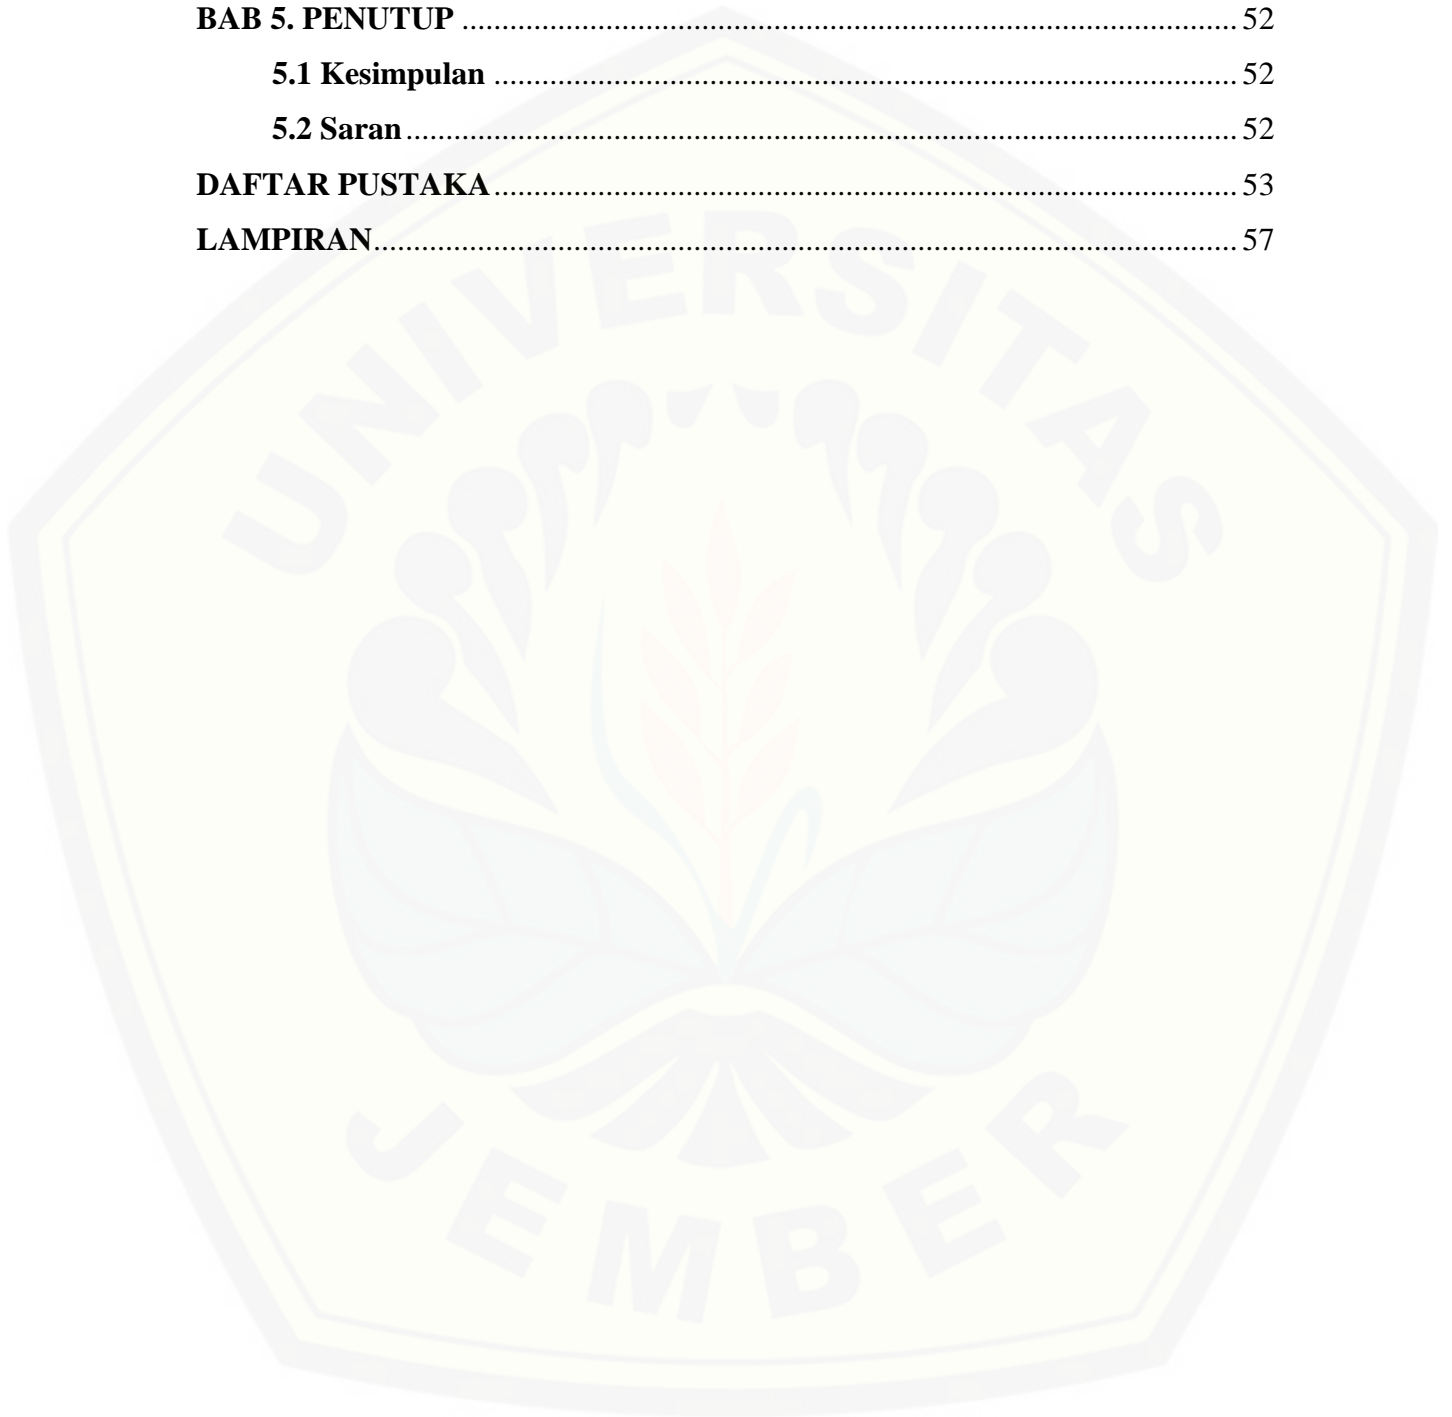 BAB 5. PENUTUP ........................................................................ 52
5.1 Kesimpulan ........................................................................ 52
5.2 Saran ........................................................................ 52
DAFTAR PUSTAKA ........................................................................ 53
LAMPIRAN ........................................................................ 57
UNIVERSITAS
JEMBER